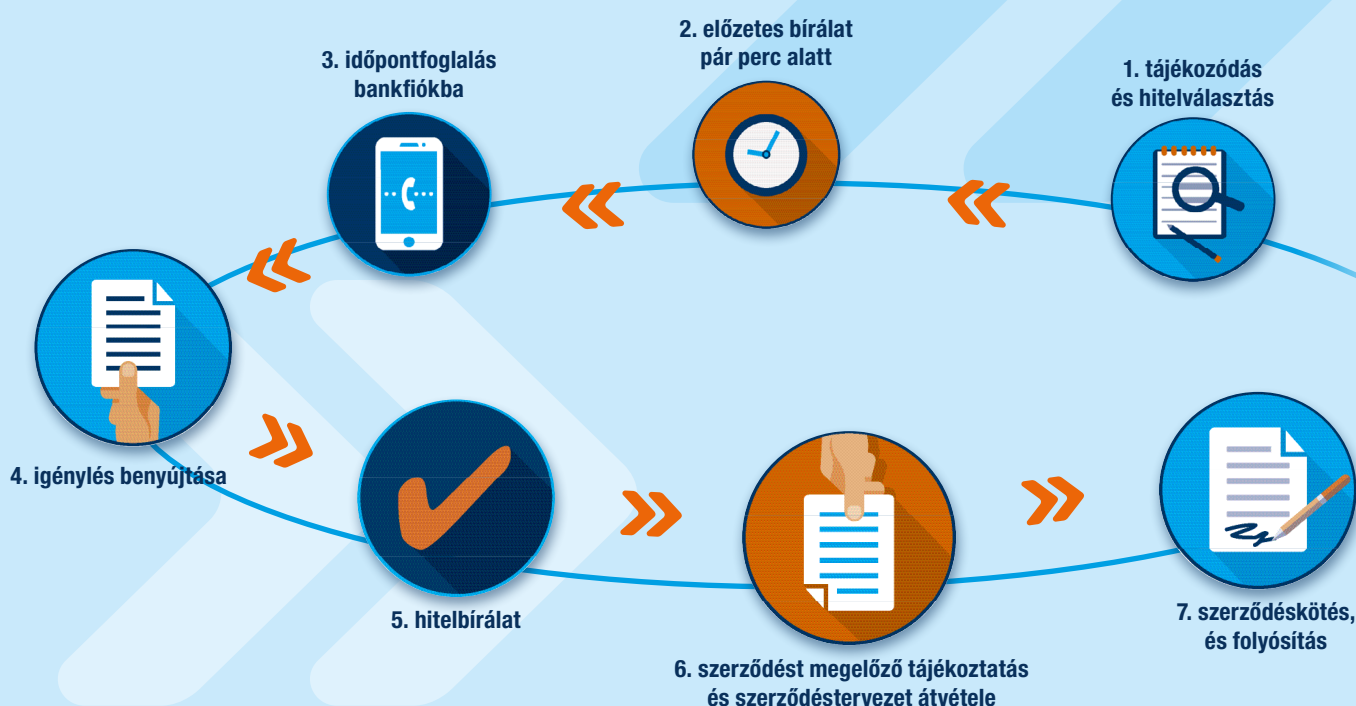 1. tájékozódás
és hitelválasztás
2. előzetes bírálat
pár perc alatt
3. időpontfoglalás
bankfiókba
4. igénylés benyújtása
5. hitelbírálat
6. szerződést megelőző tájékoztatás
és szerződéstervezet átvétele
7. szerződéskötés,
és folyósítás